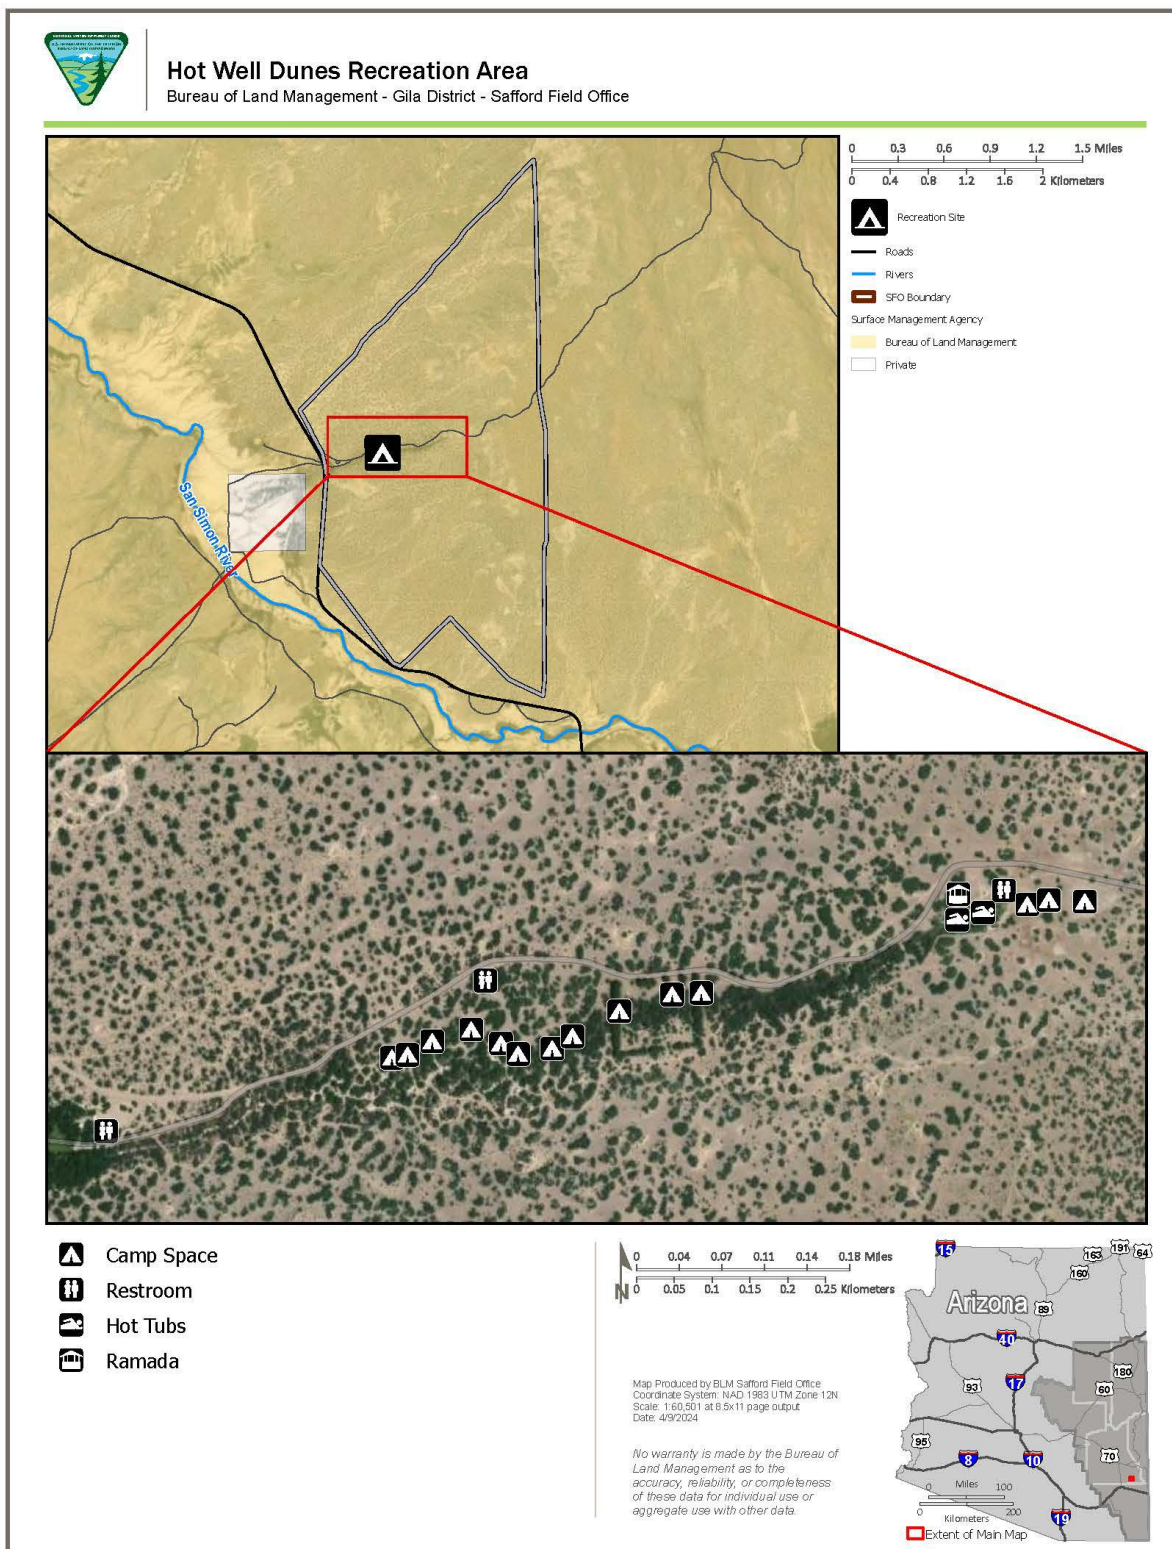 Hot Well Dunes Recreation Area
Bureau of Land Management - Gila District - Safford Field Office
0 0.3 0.6 0.9 1.2 1.5 Miles
0 0.4 0.8 1.2 1.6 2 Kilometers
Recreation Site
Roads
Rivers
SFO Boundary
Surface Management Agency
Bureau of Land Management
Private
San Simon River
Camp Space
Restroom
Hot Tubs
Ramada
0 0.04 0.07 0.11 0.14 0.18 Miles
N
0 0.05 0.1 0.15 0.2 0.25 Kilometers
Map Produced by BLM Safford Field Office
Coordinate System: NAD 1983 UTM Zone 12N
Scale: 1:60,501 at 8.5x11 page output
Date: 4/9/2024
No warranty is made by the Bureau of
Land Management as to the
accuracy, reliability, or completeness
of these data for individual use or
aggregate use with other data.
15
163
191
64
160
Arizona
89
40
180
17
93
60
95
70
8
10
0 Miles 100
0 200
Kilometers
19
Extent of Main Map